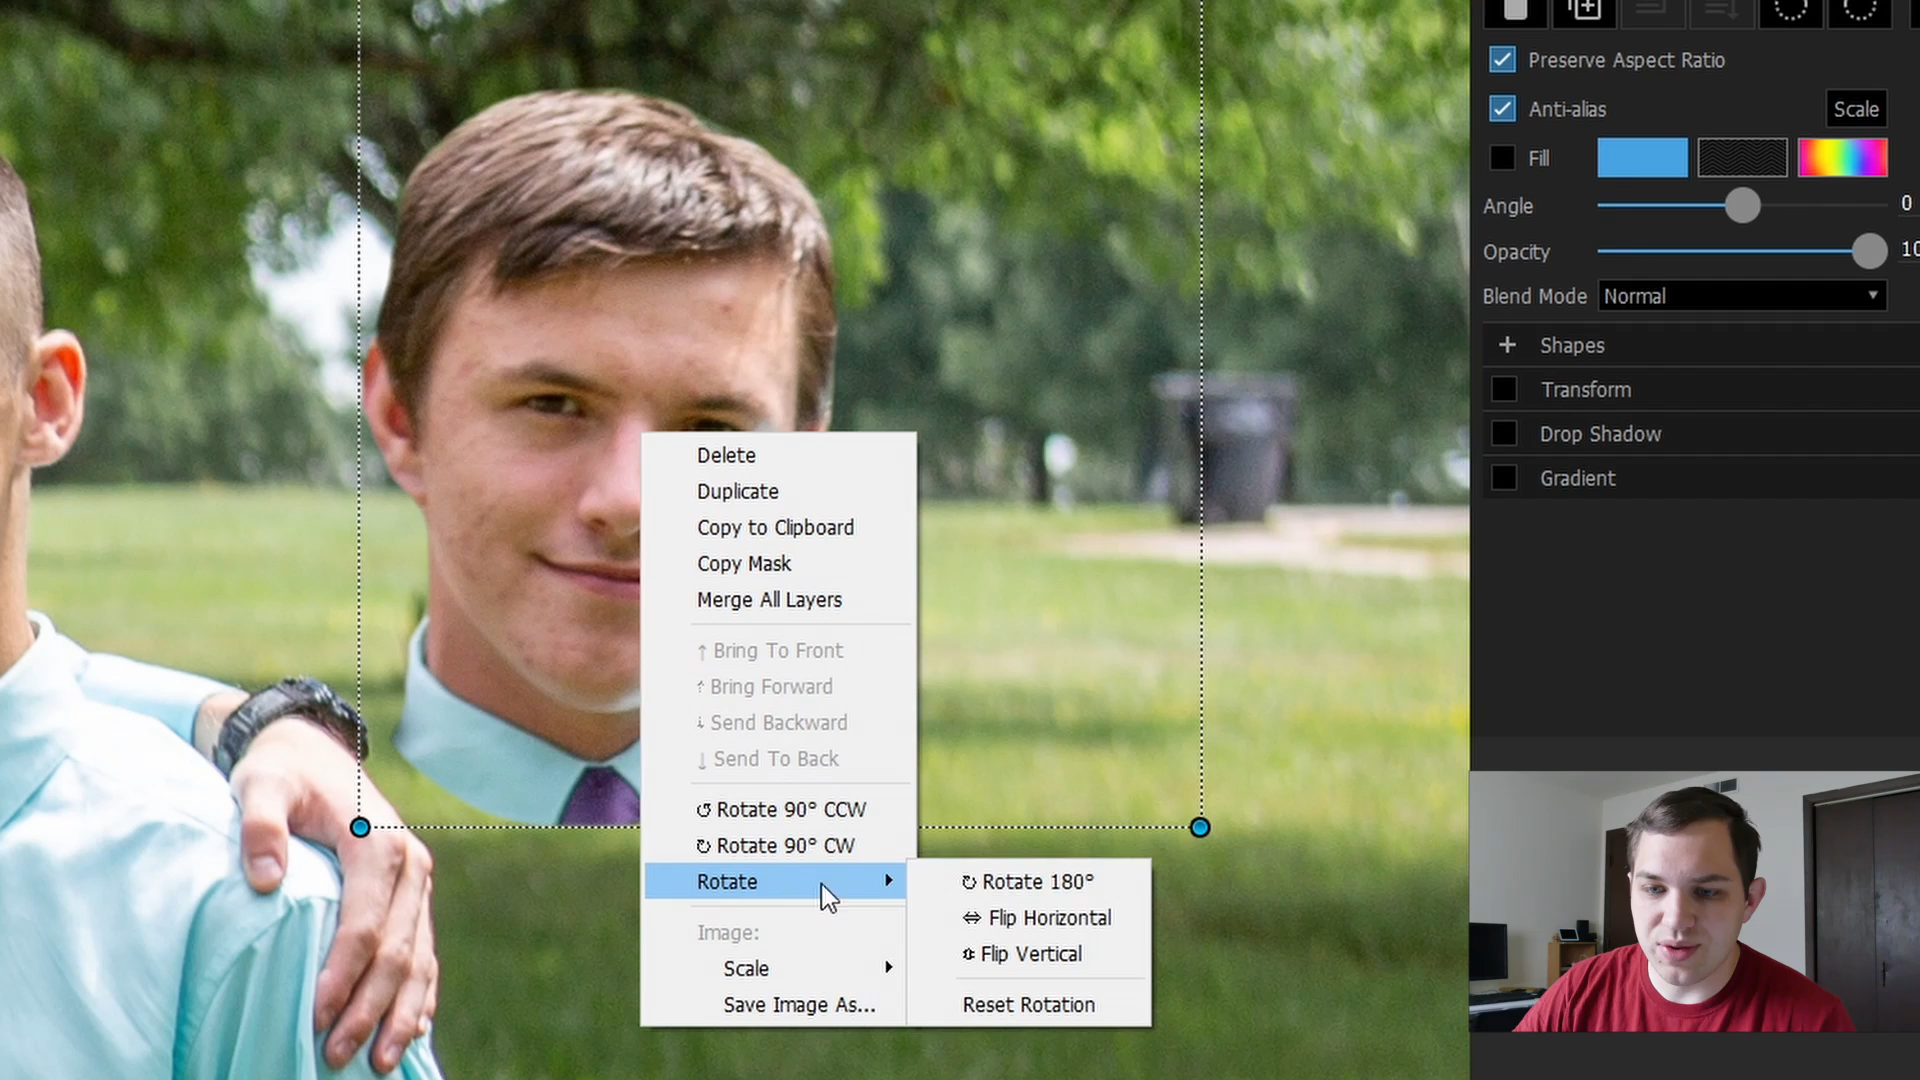 Preserve Aspect Ratio
Anti-alias
Scale
Fill
Angle
0
Opacity
10
Blend Mode
Normal
Shapes
Transform
Drop Shadow
Gradient
Delete
Duplicate
Copy to Clipboard
Copy Mask
Merge All Layers
Bring To Front
Bring Forward
Send Backward
Send To Back
Rotate 90° CCW
Rotate 90° CW
Rotate
Image:
Scale
Save Image As...
Rotate 180°
Flip Horizontal
Flip Vertical
Reset Rotation